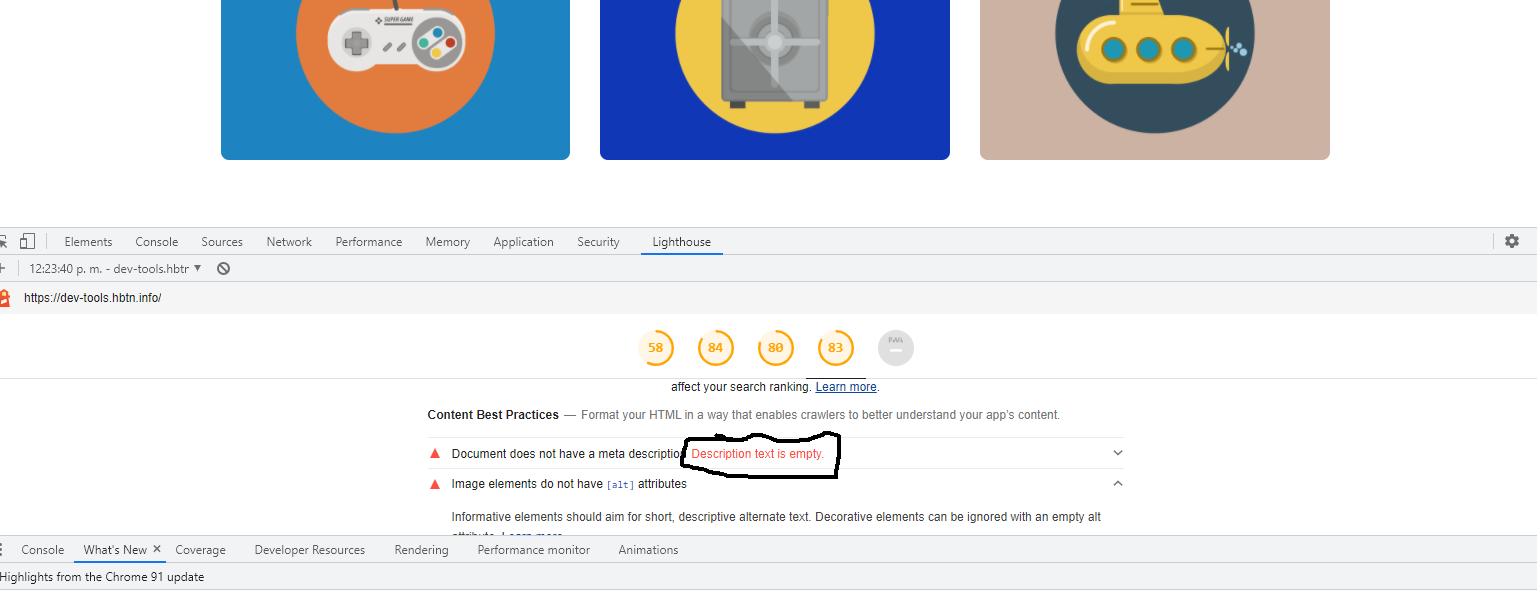 SUPER GAME
Elements Console Sources Network Performance Memory Application Security Lighthouse
12:23:40 p. m. - dev-tools.hbtr
https://dev-tools.hbtn.info/
58 84 80 83 PWA
affect your search ranking. Learn more.
Content Best Practices — Format your HTML in a way that enables crawlers to better understand your app's content.
Document does not have a meta description Description text is empty.
Image elements do not have [alt] attributes
Informative elements should aim for short, descriptive alternate text. Decorative elements can be ignored with an empty alt
attribute. Learn more.
Console What's New × Coverage Developer Resources Rendering Performance monitor Animations
Highlights from the Chrome 91 update